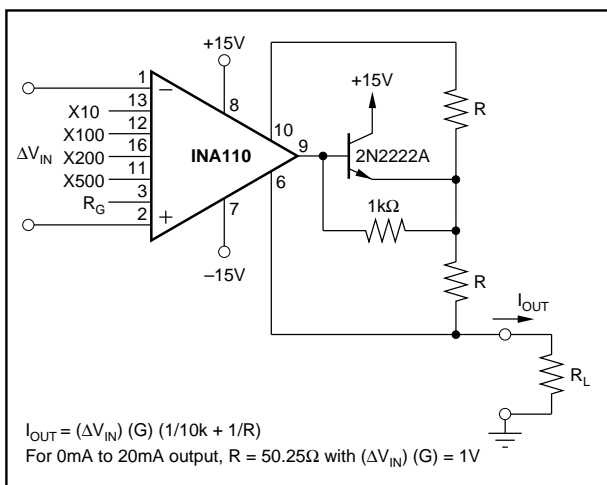 +15V
1
–
13
X10
12
X100
16
X200
11
X500
3
R_G
2
+
ΔV_IN
INA110
8
10
9
6
7
–15V
+15V
2N2222A
1kΩ
R
R
I_OUT
R_L
I_OUT = (ΔV_IN) (G) (1/10k + 1/R)
For 0mA to 20mA output, R = 50.25Ω with (ΔV_IN) (G) = 1V